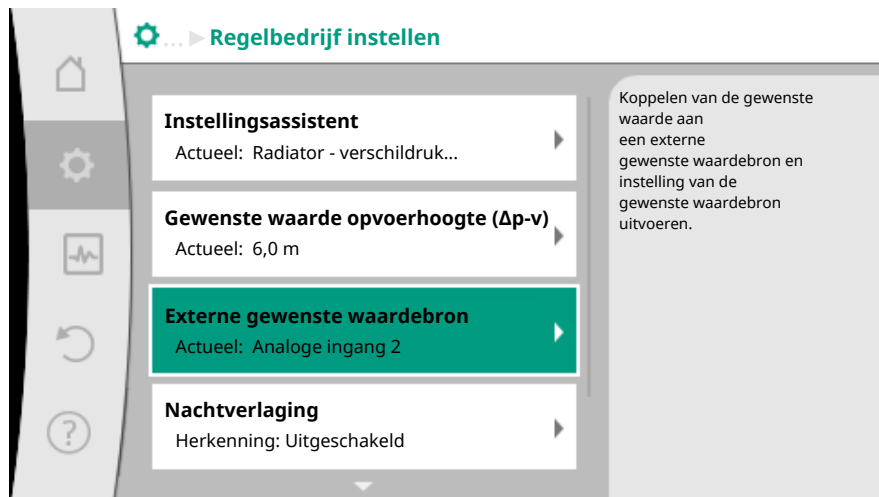 ... Regelbedrijf instellen
Instellingsassistent
Actueel: Radiator - verschildruk...
Gewenste waarde opvoerhoogte (Δp-v)
Actueel: 6,0 m
Externe gewenste waardebron
Actueel: Analoge ingang 2
Nachtverlaging
Herkenning: Uitgeschakeld
?
Koppelen van de gewenste
waarde aan
een externe
gewenste waardebron en
instelling van de
gewenste waardebron
uitvoeren.